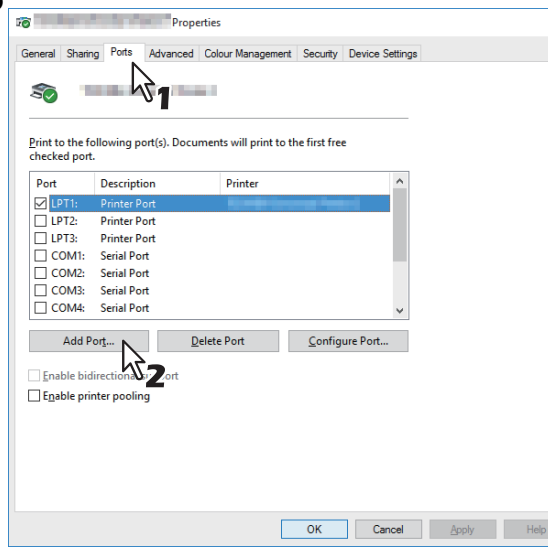 Properties
General Sharing Ports Advanced Colour Management Security Device Settings
1
Print to the following port(s). Documents will print to the first free
checked port.
Port Description Printer
LPT1: Printer Port
LPT2: Printer Port
LPT3: Printer Port
COM1: Serial Port
COM2: Serial Port
COM3: Serial Port
COM4: Serial Port
Add Port... Delete Port Configure Port...
2
Enable bidirectional support
Enable printer pooling
OK Cancel Apply Help